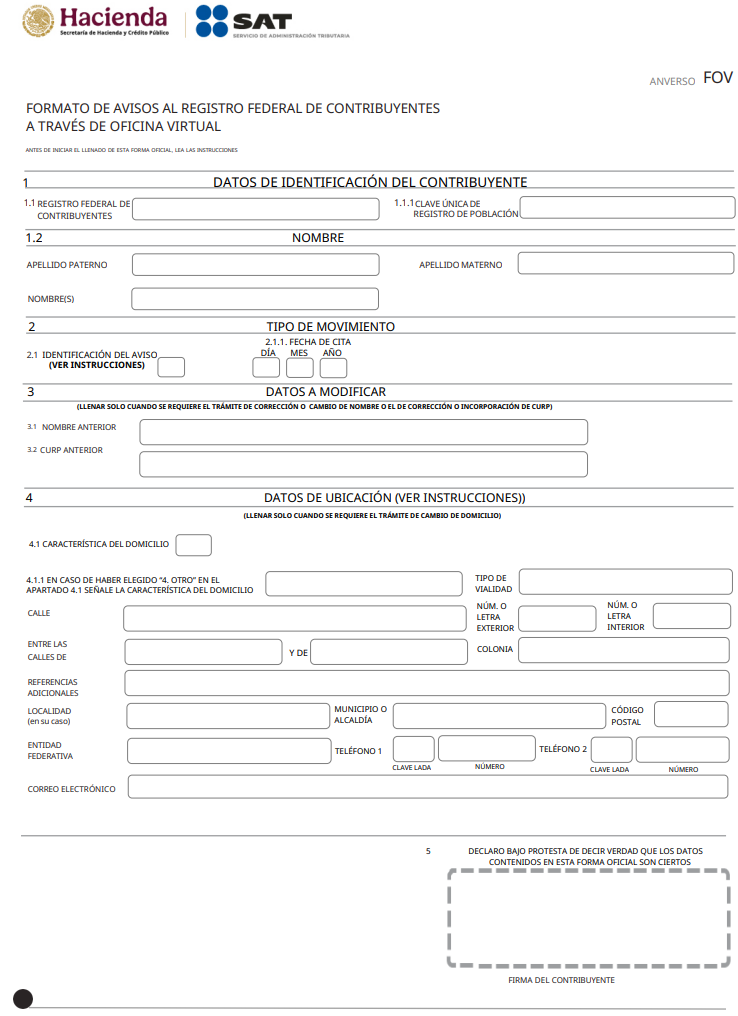 Hacienda
Secretaría de Hacienda y Crédito Público
SAT
SERVICIO DE ADMINISTRACIÓN TRIBUTARIA
ANVERSO FOV
FORMATO DE AVISOS AL REGISTRO FEDERAL DE CONTRIBUYENTES
A TRAVÉS DE OFICINA VIRTUAL
ANTES DE INICIAR EL LLENADO DE ESTA FORMA OFICIAL, LEA LAS INSTRUCCIONES
1 DATOS DE IDENTIFICACIÓN DEL CONTRIBUYENTE
1.1 REGISTRO FEDERAL DE
CONTRIBUYENTES
1.1.1 CLAVE ÚNICA DE
REGISTRO DE POBLACIÓN
1.2 NOMBRE
APELLIDO PATERNO
APELLIDO MATERNO
NOMBRE(S)
2 TIPO DE MOVIMIENTO
2.1 IDENTIFICACIÓN DEL AVISO
(VER INSTRUCCIONES)
2.1.1. FECHA DE CITA
DÍA MES AÑO
3 DATOS A MODIFICAR
(LLENAR SOLO CUANDO SE REQUIERE EL TRÁMITE DE CORRECCIÓN O CAMBIO DE NOMBRE O EL DE CORRECCIÓN O INCORPORACIÓN DE CURP)
3.1 NOMBRE ANTERIOR
3.2 CURP ANTERIOR
4 DATOS DE UBICACIÓN (VER INSTRUCCIONES))
(LLENAR SOLO CUANDO SE REQUIERE EL TRÁMITE DE CAMBIO DE DOMICILIO)
4.1 CARACTERÍSTICA DEL DOMICILIO
4.1.1 EN CASO DE HABER ELEGIDO "4. OTRO" EN EL
APARTADO 4.1 SEÑALE LA CARACTERÍSTICA DEL DOMICILIO
TIPO DE
VIALIDAD
CALLE
NÚM. O
LETRA
EXTERIOR
NÚM. O
LETRA
INTERIOR
ENTRE LAS
CALLES DE
Y DE
COLONIA
REFERENCIAS
ADICIONALES
LOCALIDAD
(en su caso)
MUNICIPIO O
ALCALDÍA
CÓDIGO
POSTAL
ENTIDAD
FEDERATIVA
TELÉFONO 1
CLAVE LADA
NÚMERO
TELÉFONO 2
CLAVE LADA
NÚMERO
CORREO ELECTRÓNICO
5 DECLARO BAJO PROTESTA DE DECIR VERDAD QUE LOS DATOS
CONTENIDOS EN ESTA FORMA OFICIAL SON CIERTOS
FIRMA DEL CONTRIBUYENTE